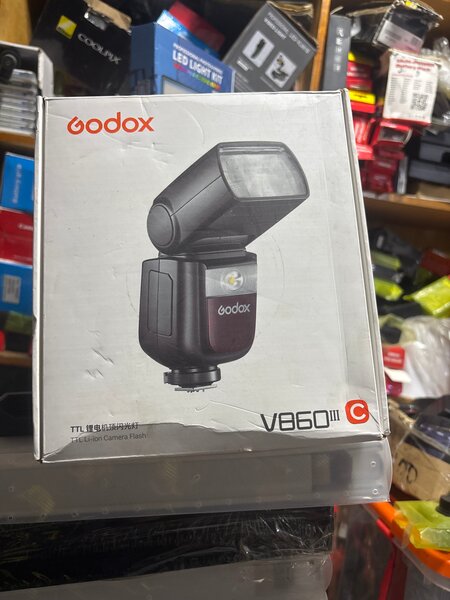 COOLPIX
LED LIGHT KIT
Godox
Godox
TTL 锂电机顶闪光灯
TTL Li-ion Camera Flash
V860III C